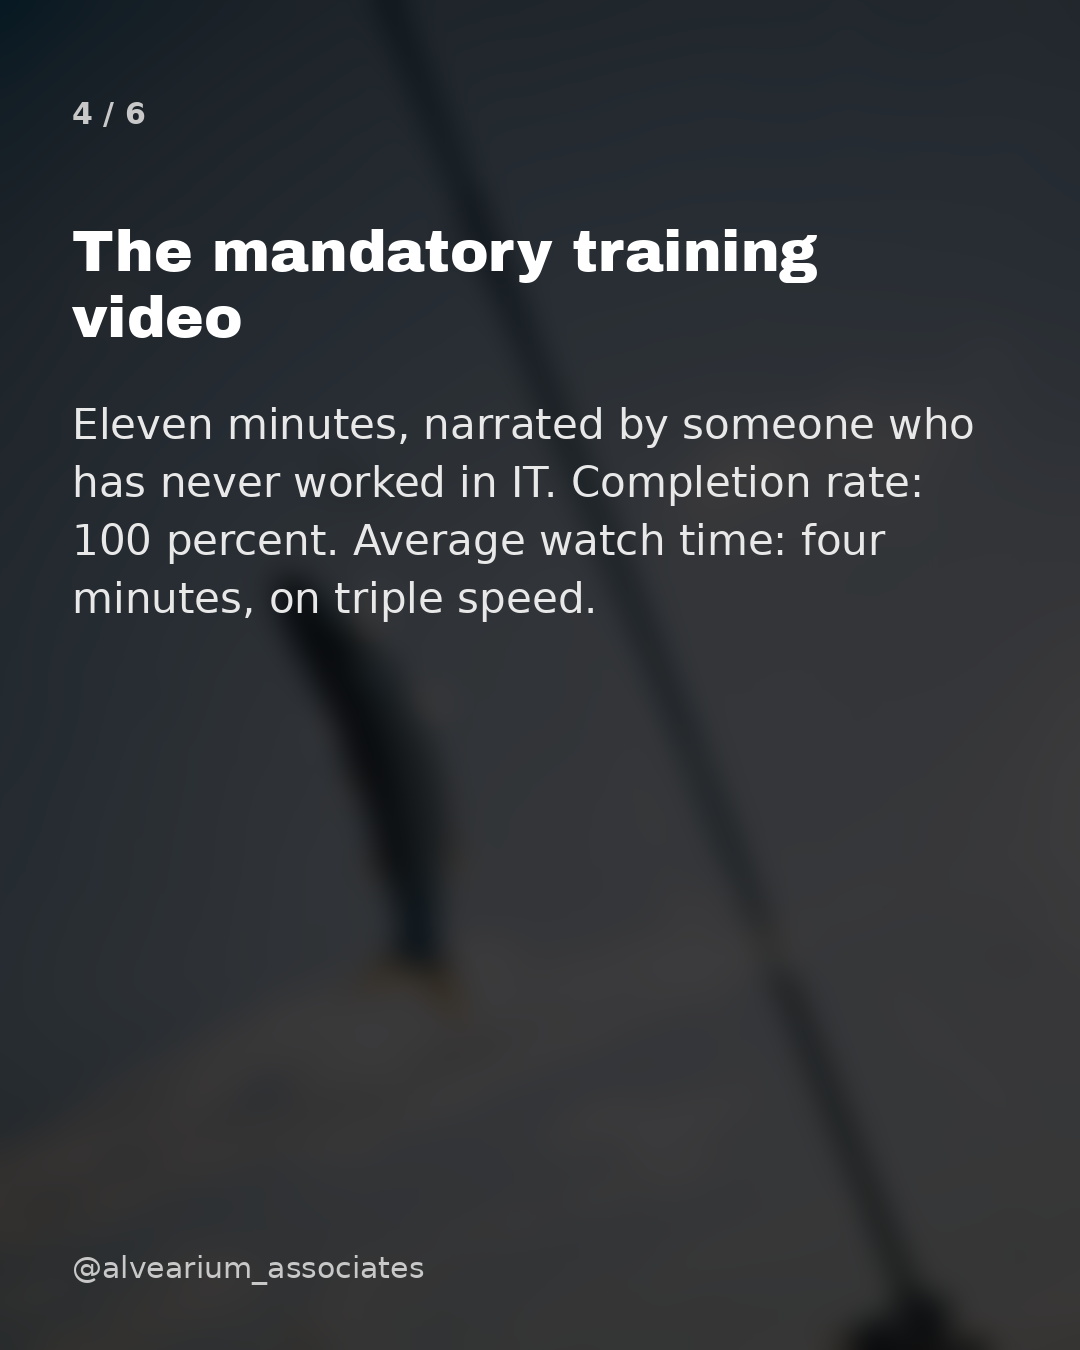 4 / 6
The mandatory training
video
Eleven minutes, narrated by someone who
has never worked in IT. Completion rate:
100 percent. Average watch time: four
minutes, on triple speed.
@alvearium_associates